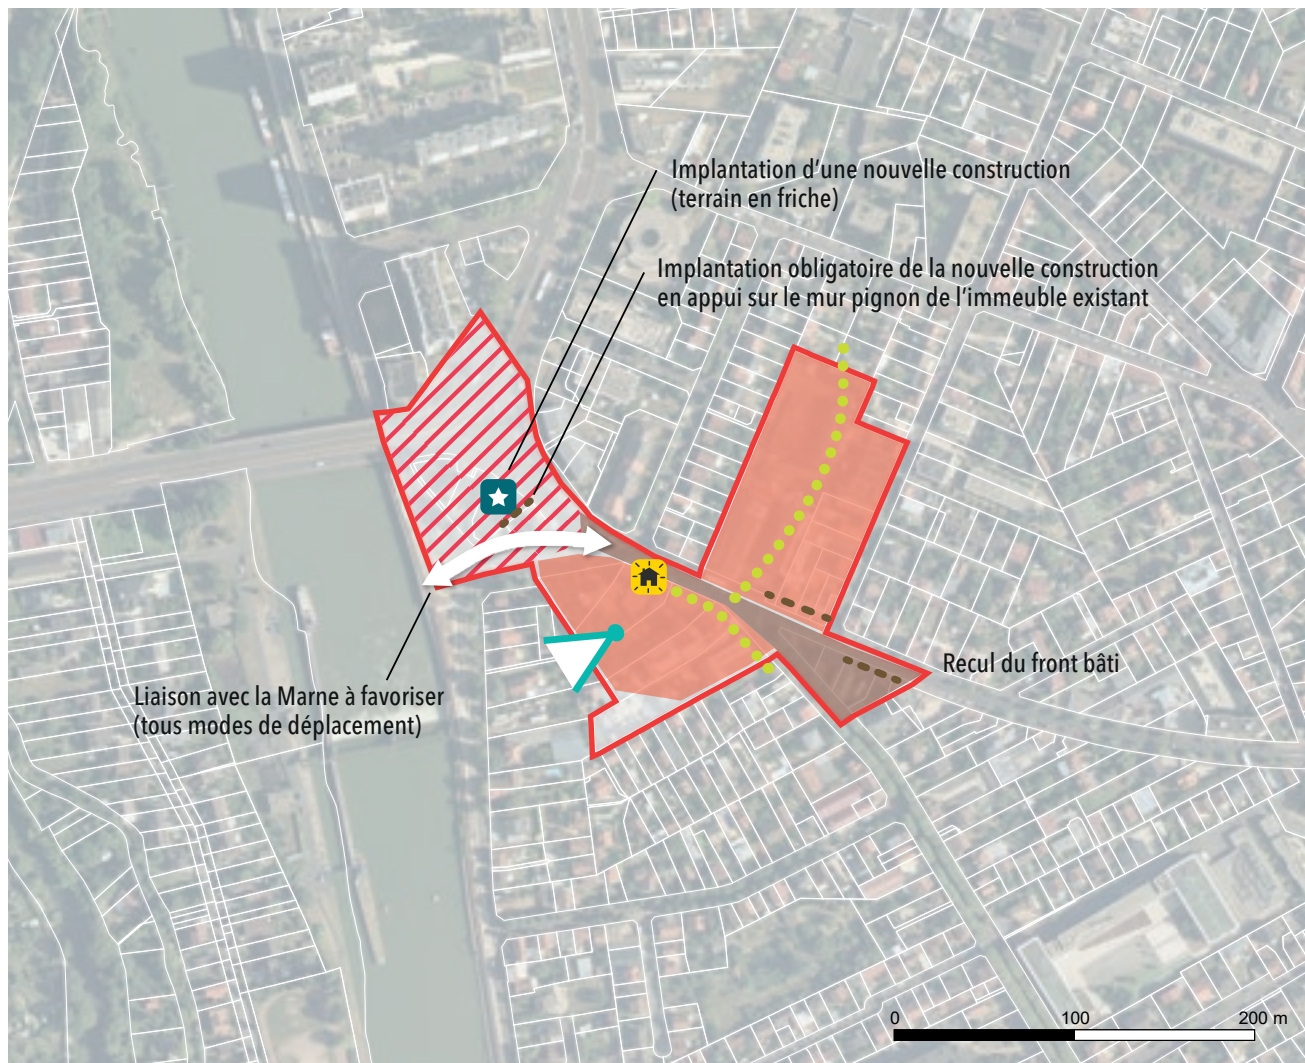 Implantation d’une nouvelle construction
(terrain en friche)
Implantation obligatoire de la nouvelle construction
en appui sur le mur pignon de l’immeuble existant
Recul du front bâti
Liaison avec la Marne à favoriser
(tous modes de déplacement)
0 100 200 m